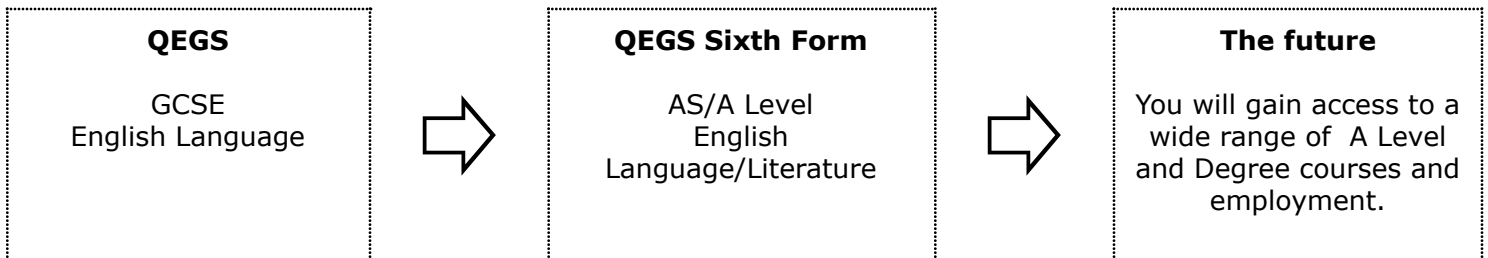 QEGS
GCSE
English Language
QEGS Sixth Form
AS/A Level
English
Language/Literature
The future
You will gain access to a
wide range of  A Level
and Degree courses and
employment.